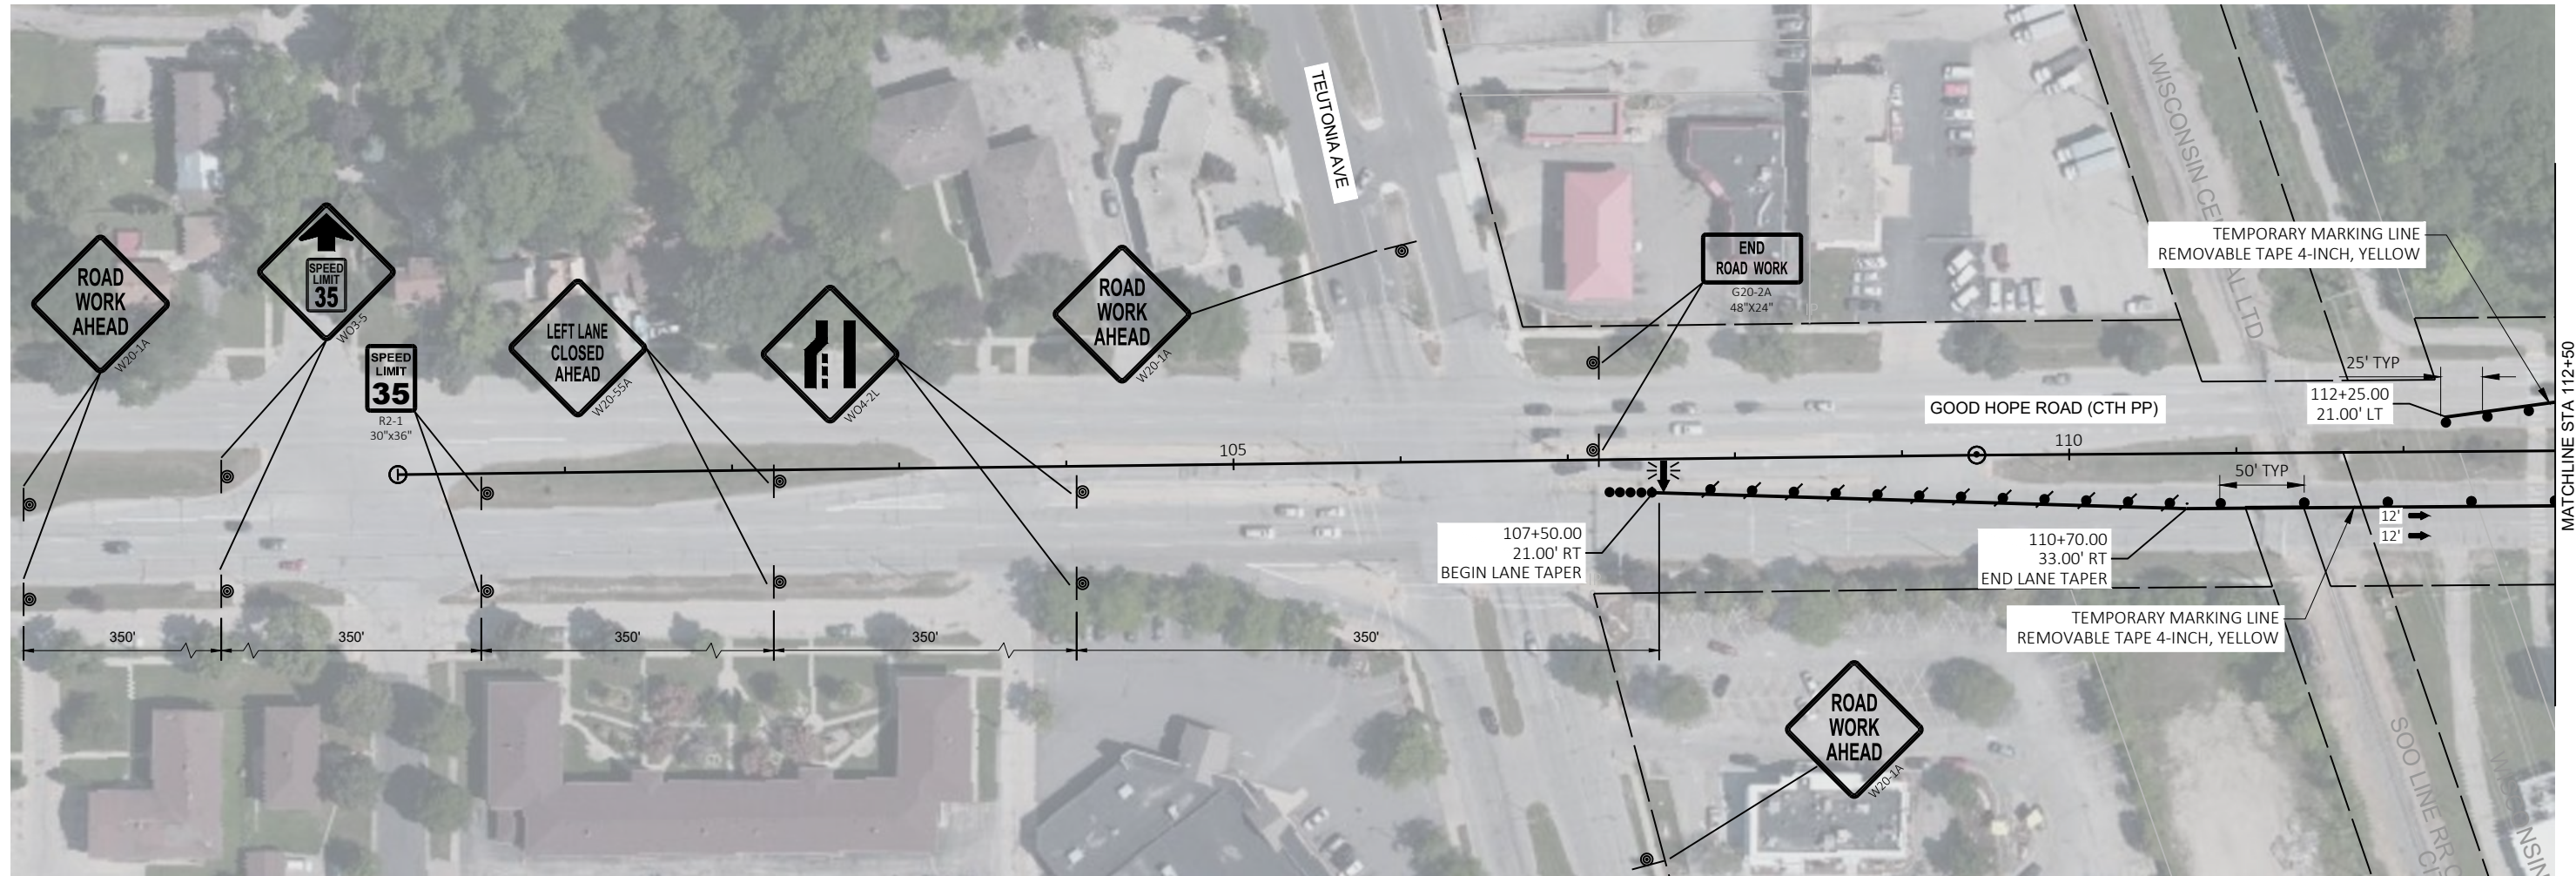 ROAD
WORK
AHEAD
W20-1A
SPEED
LIMIT
35
WO3-5
SPEED
LIMIT
35
R2-1
30"x36"
LEFT LANE
CLOSED
AHEAD
W20-55A
WO4-2L
ROAD
WORK
AHEAD
W20-1A
TEUTONIA AVE
END
ROAD WORK
G20-2A
48"X24"
WISCONSIN CENTRAL LTD
TEMPORARY MARKING LINE
REMOVABLE TAPE 4-INCH, YELLOW
25' TYP
112+25.00
21.00' LT
GOOD HOPE ROAD (CTH PP)
105
110
50' TYP
12'
12'
MATCHLINE STA 112+50
107+50.00
21.00' RT
BEGIN LANE TAPER
110+70.00
33.00' RT
END LANE TAPER
TEMPORARY MARKING LINE
REMOVABLE TAPE 4-INCH, YELLOW
350'
350'
350'
350'
350'
ROAD
WORK
AHEAD
W20-1A
SOO LINE RR